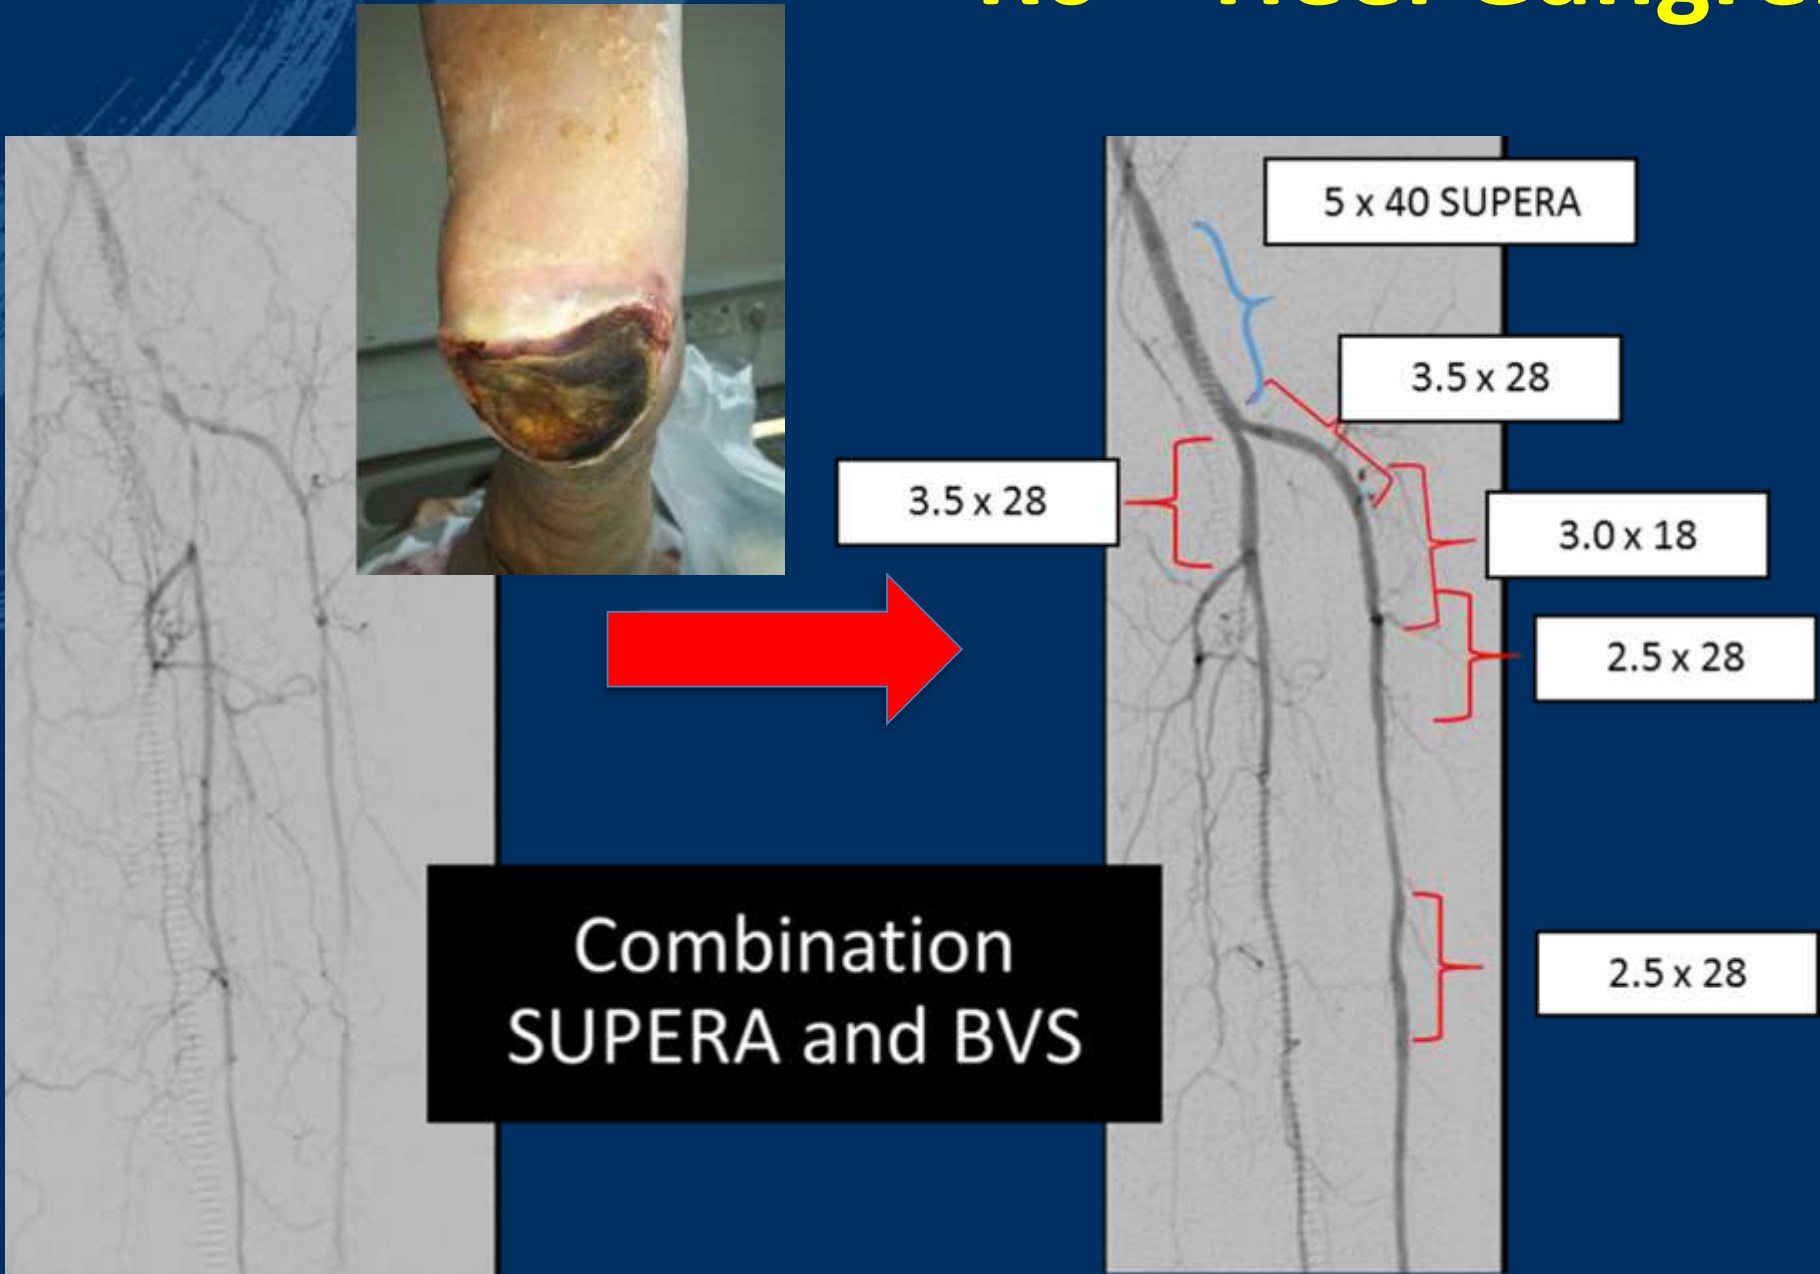 Heel
5 x 40 SUPERA
3.5 x 28
3.5 x 28
3.0 x 18
2.5 x 28
Combination
SUPERA and BVS
2.5 x 28